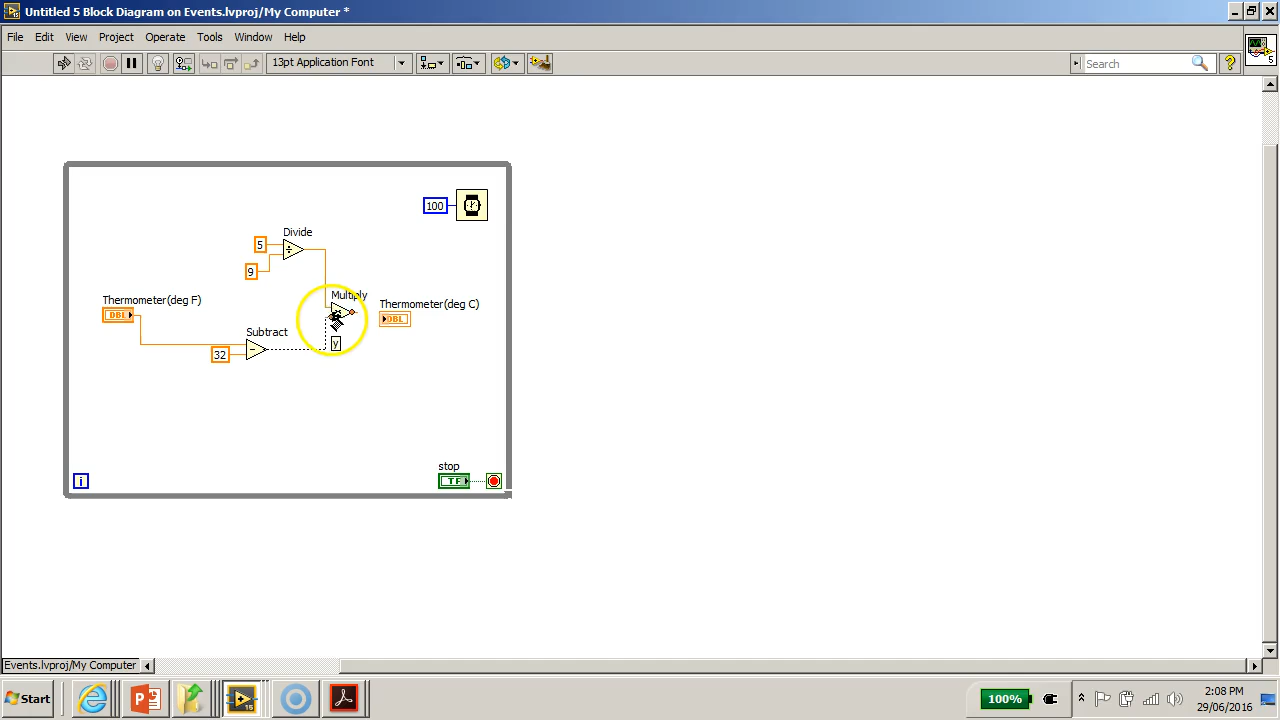 Untitled 5 Block Diagram on Events.lvproj/My Computer *
File Edit View Project Operate Tools Window Help
13pt Application Font
Search
?
5
100
Divide
5
9
Thermometer(deg F)
DBL
Multiply
Thermometer(deg C)
DBL
Subtract
32
y
stop
TF
i
Events.lvproj/My Computer
Start
15
100%
2:08 PM
29/06/2016